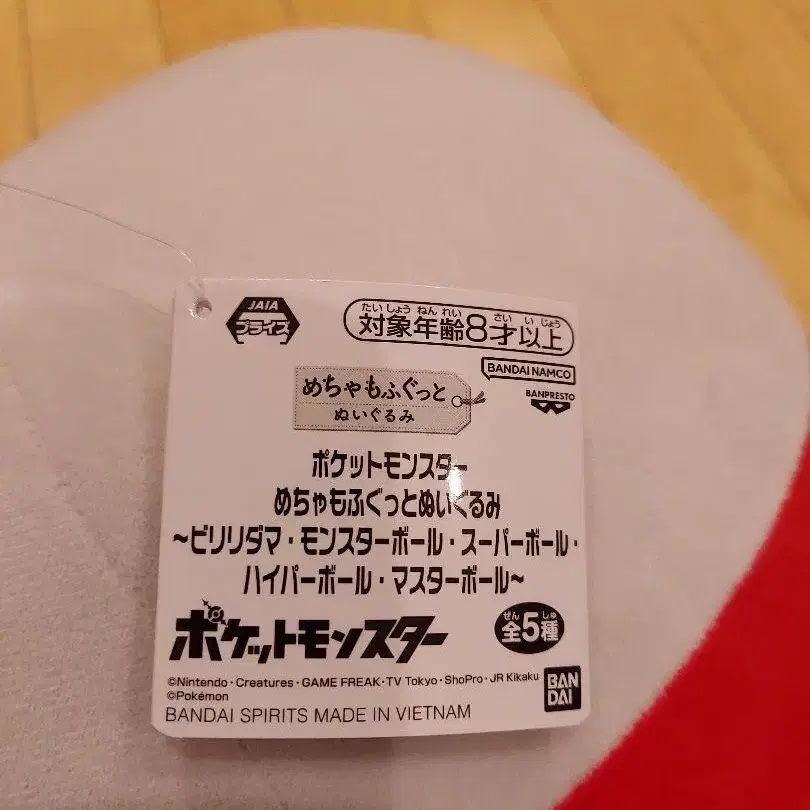 JAIA
プライズ
たいしょうねんれい さい いじょう
対象年齢8才以上
BANDAI NAMCO
BANPRESTO
めちゃもふぐっと
ぬいぐるみ
ポケットモンスター
めちゃもふぐっとぬいぐるみ
~ビリリダマ・モンスターボール・スーパーボール・
ハイパーボール・マスターボール~
ポケットモンスター
ぜん しゅ
全5種
©Nintendo・Creatures・GAME FREAK・TV Tokyo・ShoPro・JR Kikaku
©Pokémon
BANDAI SPIRITS MADE IN VIETNAM
BAN
DAI